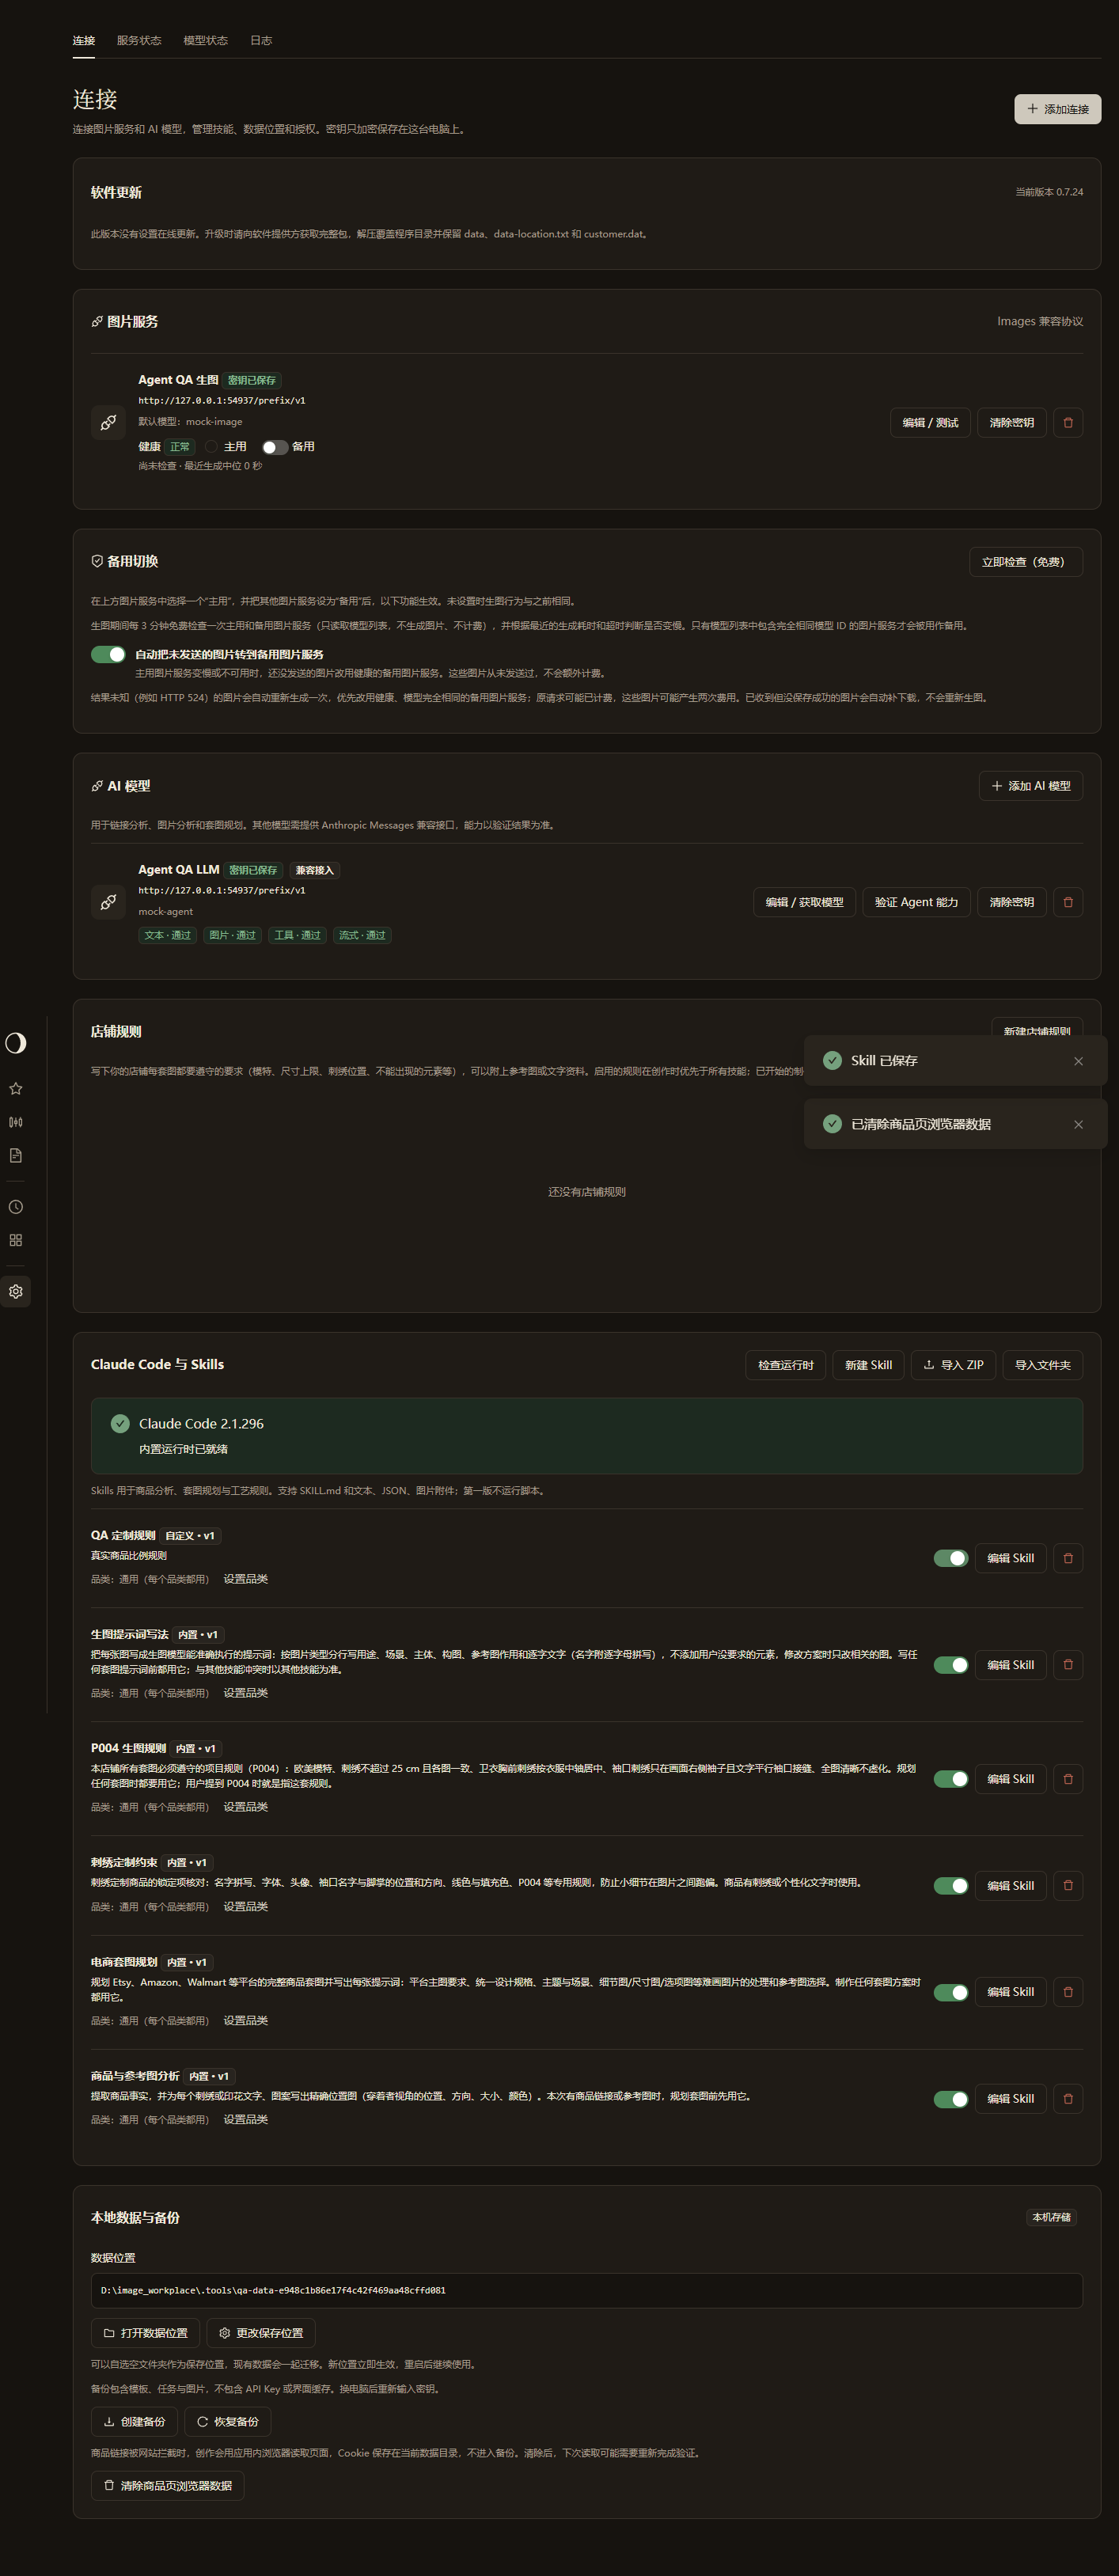 连接 服务状态 模型状态 日志
连接
添加连接
连接图片服务和 AI 模型，管理技能、数据位置和授权。密钥只加密保存在这台电脑上。
软件更新
当前版本 0.7.24
此版本没有设置在线更新。升级时请向软件提供方获取完整包，解压覆盖程序目录并保留 data、data-location.txt 和 customer.dat。
图片服务
Images 兼容协议
Agent QA 生图 密钥已保存
http://127.0.0.1:54937/prefix/v1
默认模型：mock-image
编辑 / 测试 清除密钥
健康 正常 主用 备用
尚未检查 · 最近生成中位 0 秒
备用切换
立即检查（免费）
在上方图片服务中选择一个“主用”，并把其他图片服务设为“备用”后，以下功能生效。未设置时生图行为与之前相同。
生图期间每 3 分钟免费检查一次主用和备用图片服务（只读取模型列表，不生成图片、不计费），并根据最近的生成耗时和超时判断是否变慢。只有模型列表中包含完全相同模型 ID 的图片服务才会被用作备用。
自动把未发送的图片转到备用图片服务
主用图片服务变慢或不可用时，还没发送的图片改用健康的备用图片服务。这些图片从未发送过，不会额外计费。
结果未知（例如 HTTP 524）的图片会自动重新生成一次，优先改用健康、模型完全相同的备用图片服务；原请求可能已计费，这些图片可能产生两次费用。已收到但没保存成功的图片会自动补下载，不会重新生图。
AI 模型
添加 AI 模型
用于链接分析、图片分析和套图规划。其他模型需提供 Anthropic Messages 兼容接口，能力以验证结果为准。
Agent QA LLM 密钥已保存 兼容接入
http://127.0.0.1:54937/prefix/v1
mock-agent
编辑 / 获取模型 验证 Agent 能力 清除密钥
文本 · 通过 图片 · 通过 工具 · 通过 流式 · 通过
店铺规则
新建店铺规则
写下你的店铺每套图都要遵守的要求（模特、尺寸上限、刺绣位置、不能出现的元素等），可以附上参考图或文字资料。启用的规则在创作时优先于所有技能；已开始的制
Skill 已保存
已清除商品页浏览器数据
还没有店铺规则
Claude Code 与 Skills
检查运行时 新建 Skill 导入 ZIP 导入文件夹
Claude Code 2.1.296
内置运行时已就绪
Skills 用于商品分析、套图规划与工艺规则。支持 SKILL.md 和文本、JSON、图片附件；第一版不运行脚本。
QA 定制规则 自定义 · v1
真实商品比例规则
品类：通用（每个品类都用） 设置品类
编辑 Skill
生图提示词写法 内置 · v1
把每张图写成生图模型能准确执行的提示词：按图片类型分行写用途、场景、主体、构图、参考图作用和逐字文字（名字附逐字母拼写），不添加用户没要求的元素，修改方案时只改相关的图。写任
何套图提示词前都用它；与其他技能冲突时以其他技能为准。
品类：通用（每个品类都用） 设置品类
编辑 Skill
P004 生图规则 内置 · v1
本店铺所有套图必须遵守的项目规则（P004）：欧美模特、刺绣不超过 25 cm 且各图一致、卫衣胸前刺绣按衣服中轴居中、袖口刺绣只在画面右侧袖子且文字平行袖口接缝、全图清晰不虚化。规划
任何套图时都要用它；用户提到 P004 时就是指这套规则。
品类：通用（每个品类都用） 设置品类
编辑 Skill
刺绣定制约束 内置 · v1
刺绣定制商品的锁定项核对：名字拼写、字体、头像、袖口名字与脚掌的位置和方向、线色与填充色、P004 等专用规则，防止小细节在图片之间跑偏。商品有刺绣或个性化文字时使用。
品类：通用（每个品类都用） 设置品类
编辑 Skill
电商套图规划 内置 · v1
规划 Etsy、Amazon、Walmart 等平台的完整商品套图并写出每张提示词：平台主图要求、统一设计规格、主题与场景、细节图/尺寸图/选项图等难画图片的处理和参考图选择。制作任何套图方案时
都用它。
品类：通用（每个品类都用） 设置品类
编辑 Skill
商品与参考图分析 内置 · v1
提取商品事实，并为每个刺绣或印花文字、图案写出精确位置图（穿着者视角的位置、方向、大小、颜色）。本次有商品链接或参考图时，规划套图前先用它。
品类：通用（每个品类都用） 设置品类
编辑 Skill
本地数据与备份
本机存储
数据位置
D:\image_workplace\.tools\qa-data-e948c1b86e17f4c42f469aa48cffd081
打开数据位置 更改保存位置
可以自选空文件夹作为保存位置，现有数据会一起迁移。新位置立即生效，重启后继续使用。
备份包含模板、任务与图片，不包含 API Key 或界面缓存。换电脑后重新输入密钥。
创建备份 恢复备份
商品链接被网站拦截时，创作会用应用内浏览器读取页面，Cookie 保存在当前数据目录，不进入备份。清除后，下次读取可能需要重新完成验证。
清除商品页浏览器数据